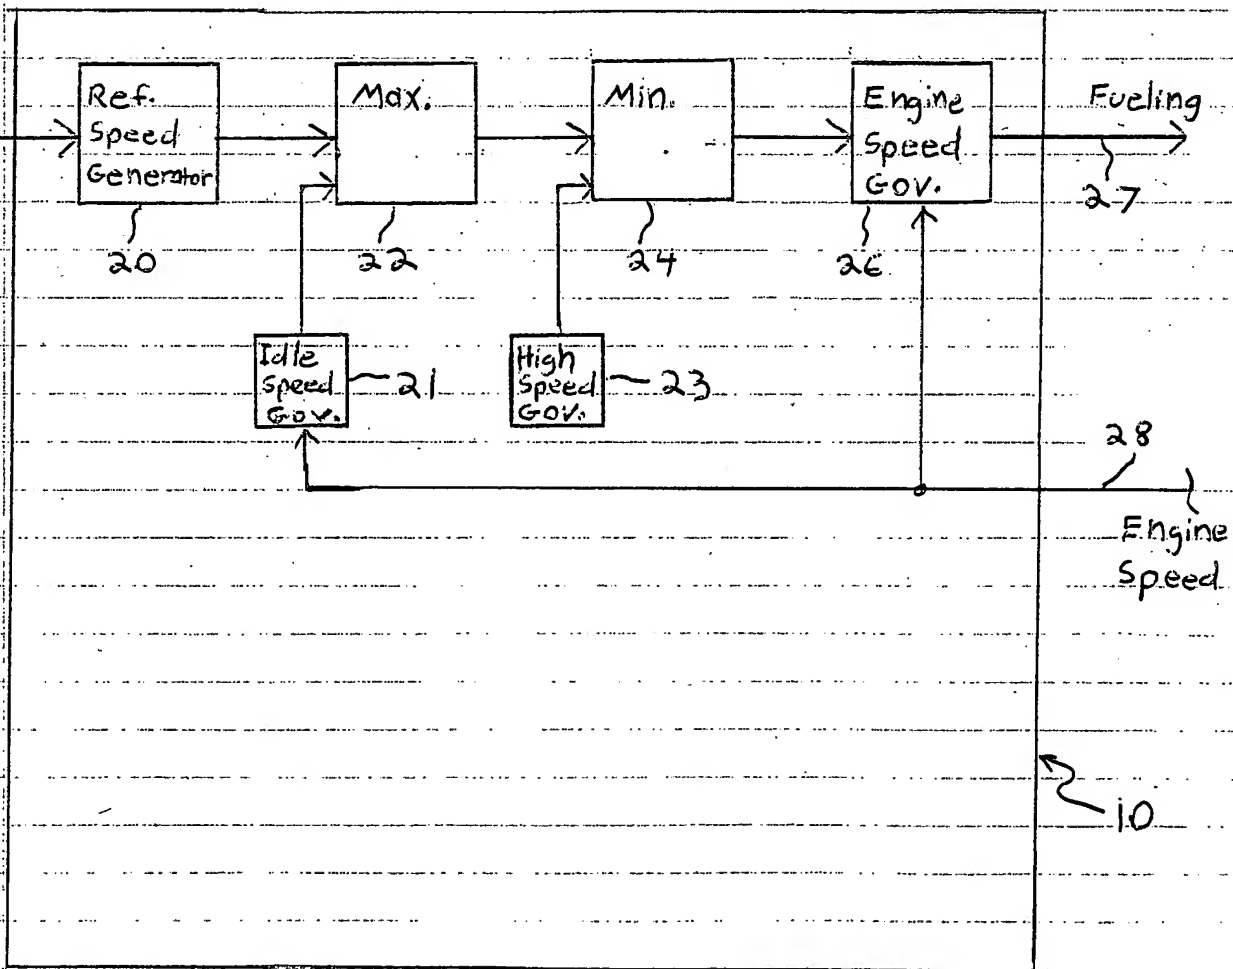 Ref.
Speed
Generator
Max.
Min.
Engine
Speed
Gov.
Fueling
20
22
24
26
27
Idle
Speed
Gov.
21
High
Speed
Gov.
23
28
Engine
Speed
10